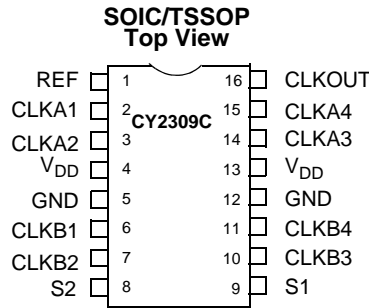 SOIC/TSSOP
Top View
REF 1 16 CLKOUT
CLKA1 2 15 CLKA4
CY2309C
CLKA2 3 14 CLKA3
VDD 4 13 VDD
GND 5 12 GND
CLKB1 6 11 CLKB4
CLKB2 7 10 CLKB3
S2 8 9 S1